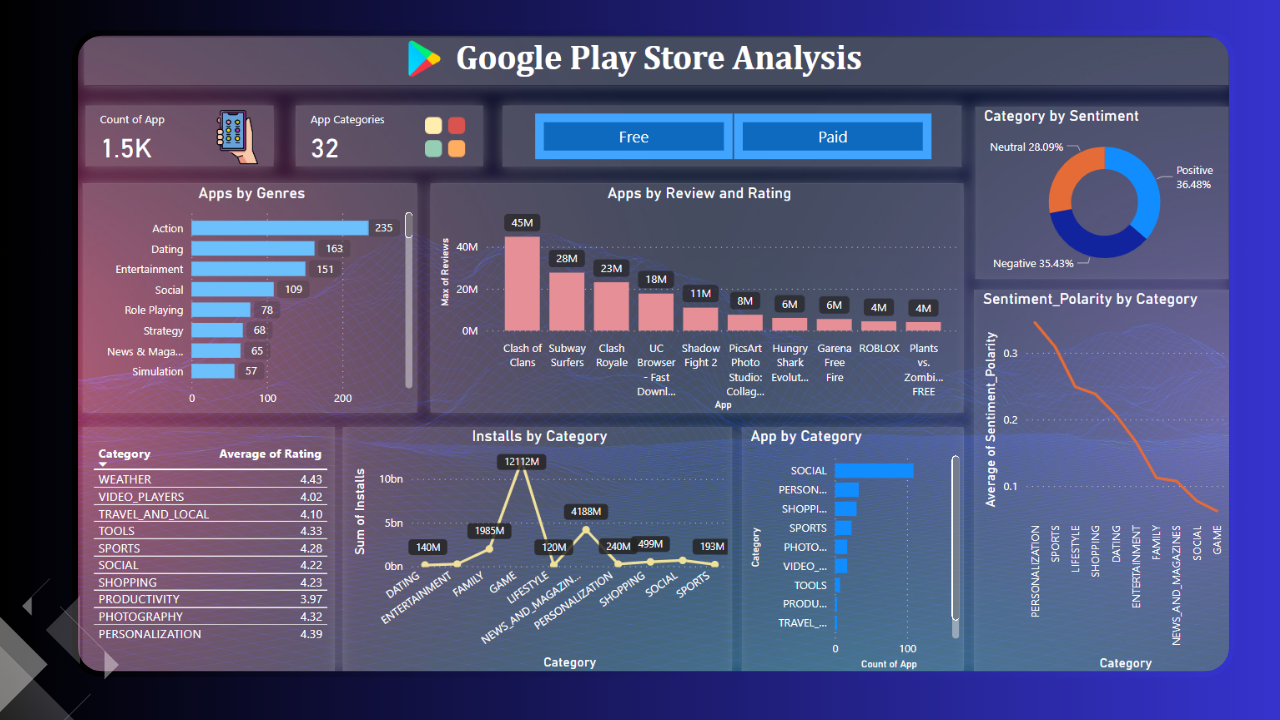 Google Play Store Analysis
Count of App
1.5K
App Categories
32
Free
Paid
Category by Sentiment
Neutral 28.09%
Positive
36.48%
Negative 35.43%
Apps by Genres
Action
235
Dating
163
Entertainment
151
Social
109
Role Playing
78
Strategy
68
News & Maga...
65
Simulation
57
0
100
200
Apps by Review and Rating
Max of Reviews
40M
20M
0M
45M
28M
23M
18M
11M
8M
6M
6M
4M
4M
Clash of
Clans
Subway
Surfers
Clash
Royale
UC
Browser
- Fast
Downl...
Shadow
Fight 2
PicsArt
Photo
Studio:
Collag...
Hungry
Shark
Evolut...
Garena
Free
Fire
ROBLOX
Plants
vs.
Zombi...
FREE
App
Sentiment_Polarity by Category
Average of Sentiment_Polarity
0.3
0.2
0.1
PERSONALIZATION
SPORTS
LIFESTYLE
SHOPPING
DATING
ENTERTAINMENT
FAMILY
NEWS_AND_MAGAZINES
SOCIAL
GAME
Category
Category
Average of Rating
WEATHER
4.43
VIDEO_PLAYERS
4.02
TRAVEL_AND_LOCAL
4.10
TOOLS
4.33
SPORTS
4.28
SOCIAL
4.22
SHOPPING
4.23
PRODUCTIVITY
3.97
PHOTOGRAPHY
4.32
PERSONALIZATION
4.39
Installs by Category
Sum of Installs
10bn
5bn
0bn
140M
1985M
12112M
120M
4188M
240M
499M
193M
DATING
ENTERTAINMENT
FAMILY
GAME
LIFESTYLE
NEWS_AND_MAGAZIN...
PERSONALIZATION
SHOPPING
SOCIAL
SPORTS
Category
App by Category
Category
SOCIAL
PERSON...
SHOPPI...
SPORTS
PHOTO...
VIDEO_...
TOOLS
PRODU...
TRAVEL_...
0
100
Count of App